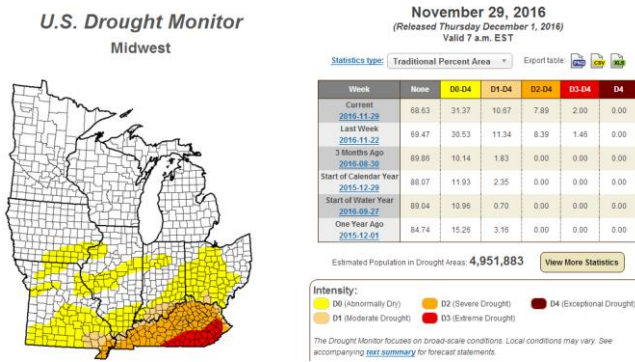 U.S. Drought Monitor
Midwest
November 29, 2016
(Released Thursday December 1, 2016)
Valid 7 a.m. EST
Statistics type: Traditional Percent Area Export table: PNG CSV XLS
Week None D0-D4 D1-D4 D2-D4 D3-D4 D4
Current
2016-11-29 68.63 31.37 10.67 7.89 2.00 0.00
Last Week
2016-11-22 69.47 30.53 11.34 8.39 1.46 0.00
3 Months Ago
2016-08-30 89.86 10.14 1.83 0.00 0.00 0.00
Start of Calendar Year
2015-12-29 88.07 11.93 2.35 0.00 0.00 0.00
Start of Water Year
2016-09-27 89.04 10.96 0.70 0.00 0.00 0.00
One Year Ago
2015-12-01 84.74 15.26 3.16 0.00 0.00 0.00
Estimated Population in Drought Areas: 4,951,883 View More Statistics
Intensity:
D0 (Abnormally Dry) D2 (Severe Drought) D4 (Exceptional Drought)
D1 (Moderate Drought) D3 (Extreme Drought)
The Drought Monitor focuses on broad-scale conditions. Local conditions may vary. See
accompanying text summary for forecast statements.